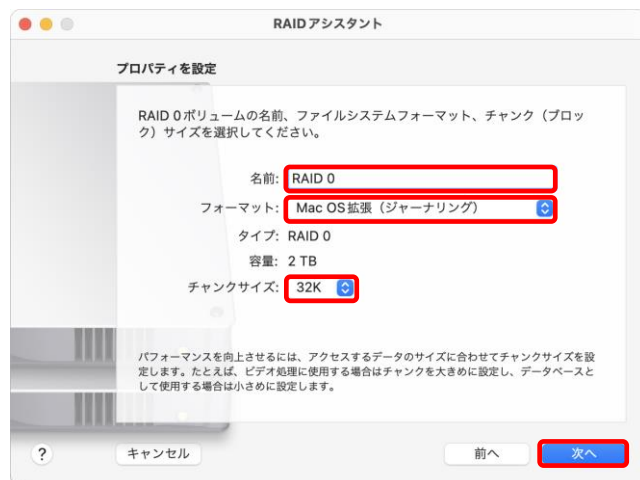 RAIDアシスタント
プロパティを設定
RAID 0ボリュームの名前、ファイルシステムフォーマット、チャンク（ブロッ
ク）サイズを選択してください。
名前: RAID 0
フォーマット: Mac OS拡張（ジャーナリング）
タイプ: RAID 0
容量: 2 TB
チャンクサイズ: 32K
パフォーマンスを向上させるには、アクセスするデータのサイズに合わせてチャンクサイズを設
定します。たとえば、ビデオ処理に使用する場合はチャンクを大きめに設定し、データベースと
して使用する場合は小さめに設定します。
? キャンセル 前へ 次へ